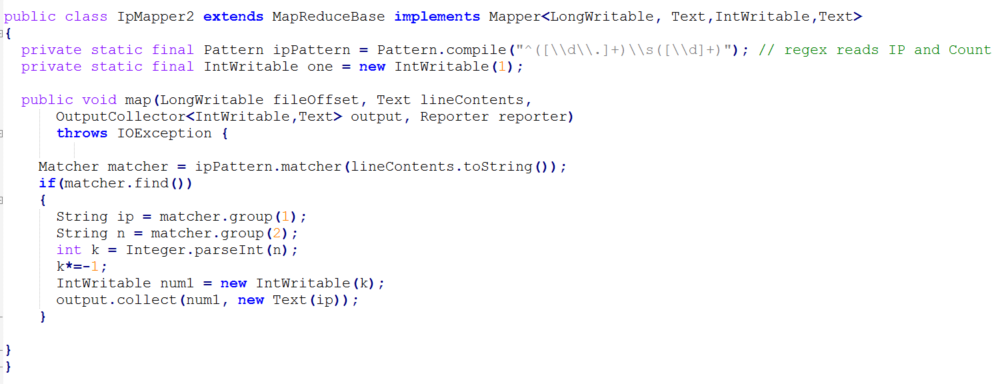 public class IpMapper2 extends MapReduceBase implements Mapper<LongWritable, Text,IntWritable,Text>
{
  private static final Pattern ipPattern = Pattern.compile("^([\\d\\.]+)\\s([\\d]+)"); // regex reads IP and Count
  private static final IntWritable one = new IntWritable(1);

  public void map(LongWritable fileOffset, Text lineContents,
      OutputCollector<IntWritable,Text> output, Reporter reporter)
      throws IOException {

    Matcher matcher = ipPattern.matcher(lineContents.toString());
    if(matcher.find())
    {
      String ip = matcher.group(1);
      String n = matcher.group(2);
      int k = Integer.parseInt(n);
      k*=-1;
      IntWritable num1 = new IntWritable(k);
      output.collect(num1, new Text(ip));
    }

}
}